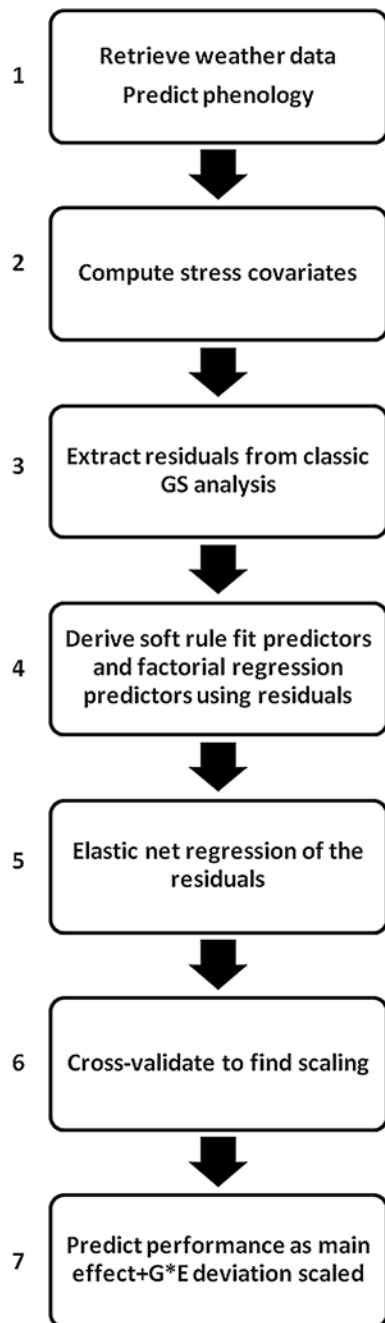 1
Retrieve weather data
Predict phenology
2
Compute stress covariates
3
Extract residuals from classic
GS analysis
4
Derive soft rule fit predictors
and factorial regression
predictors using residuals
5
Elastic net regression of the
residuals
6
Cross-validate to find scaling
7
Predict performance as main
effect+G*E deviation scaled